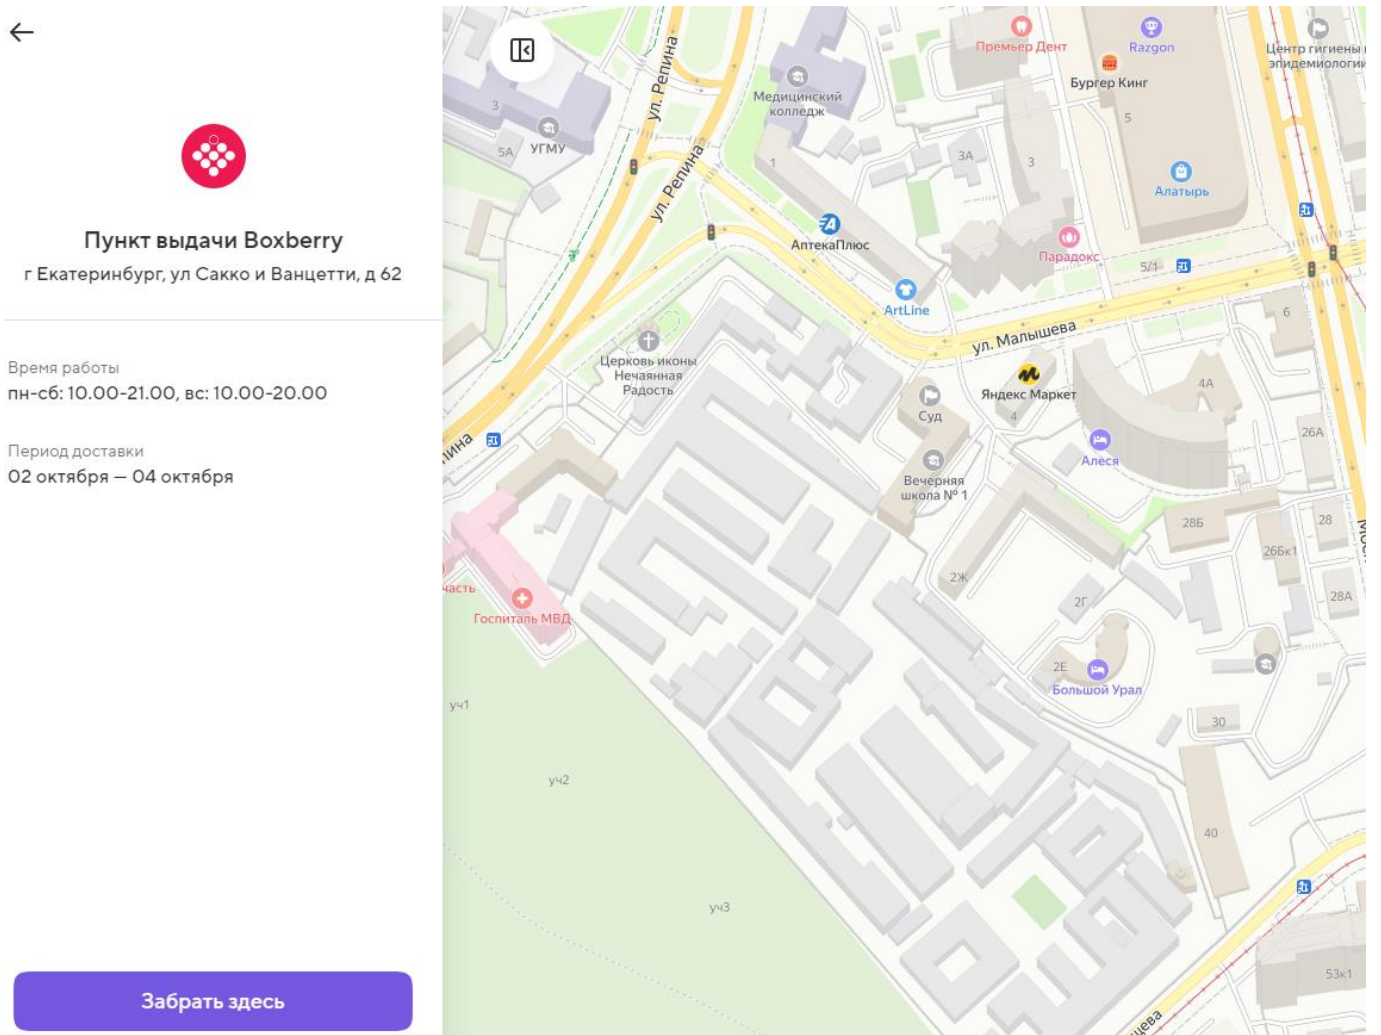 Пункт выдачи Boxberry
г Екатеринбург, ул Сакко и Ванцетти, д 62
Время работы
пн-сб: 10.00-21.00, вс: 10.00-20.00
Период доставки
02 октября — 04 октября
Забрать здесь
ул. Репина
ул. Репина
Премьер Дент
Razgon
Центр гигиены
эпидемиологии
Бургер Кинг
Медицинский
колледж
3
5
5А
УГМУ
1
3А
3
Алатырь
АптекаПлюс
Парадокс
5/1
ArtLine
6
ул. Малышева
Церковь иконы
Нечаянная
Радость
Яндекс Маркет
4
4А
Суд
26А
Алеся
Вечерняя
школа № 1
28Б
28
26Бк1
2Ж
28А
2Г
часть
Госпиталь МВД
2Е
Большой Урал
уч1
30
уч2
40
уч3
53к1